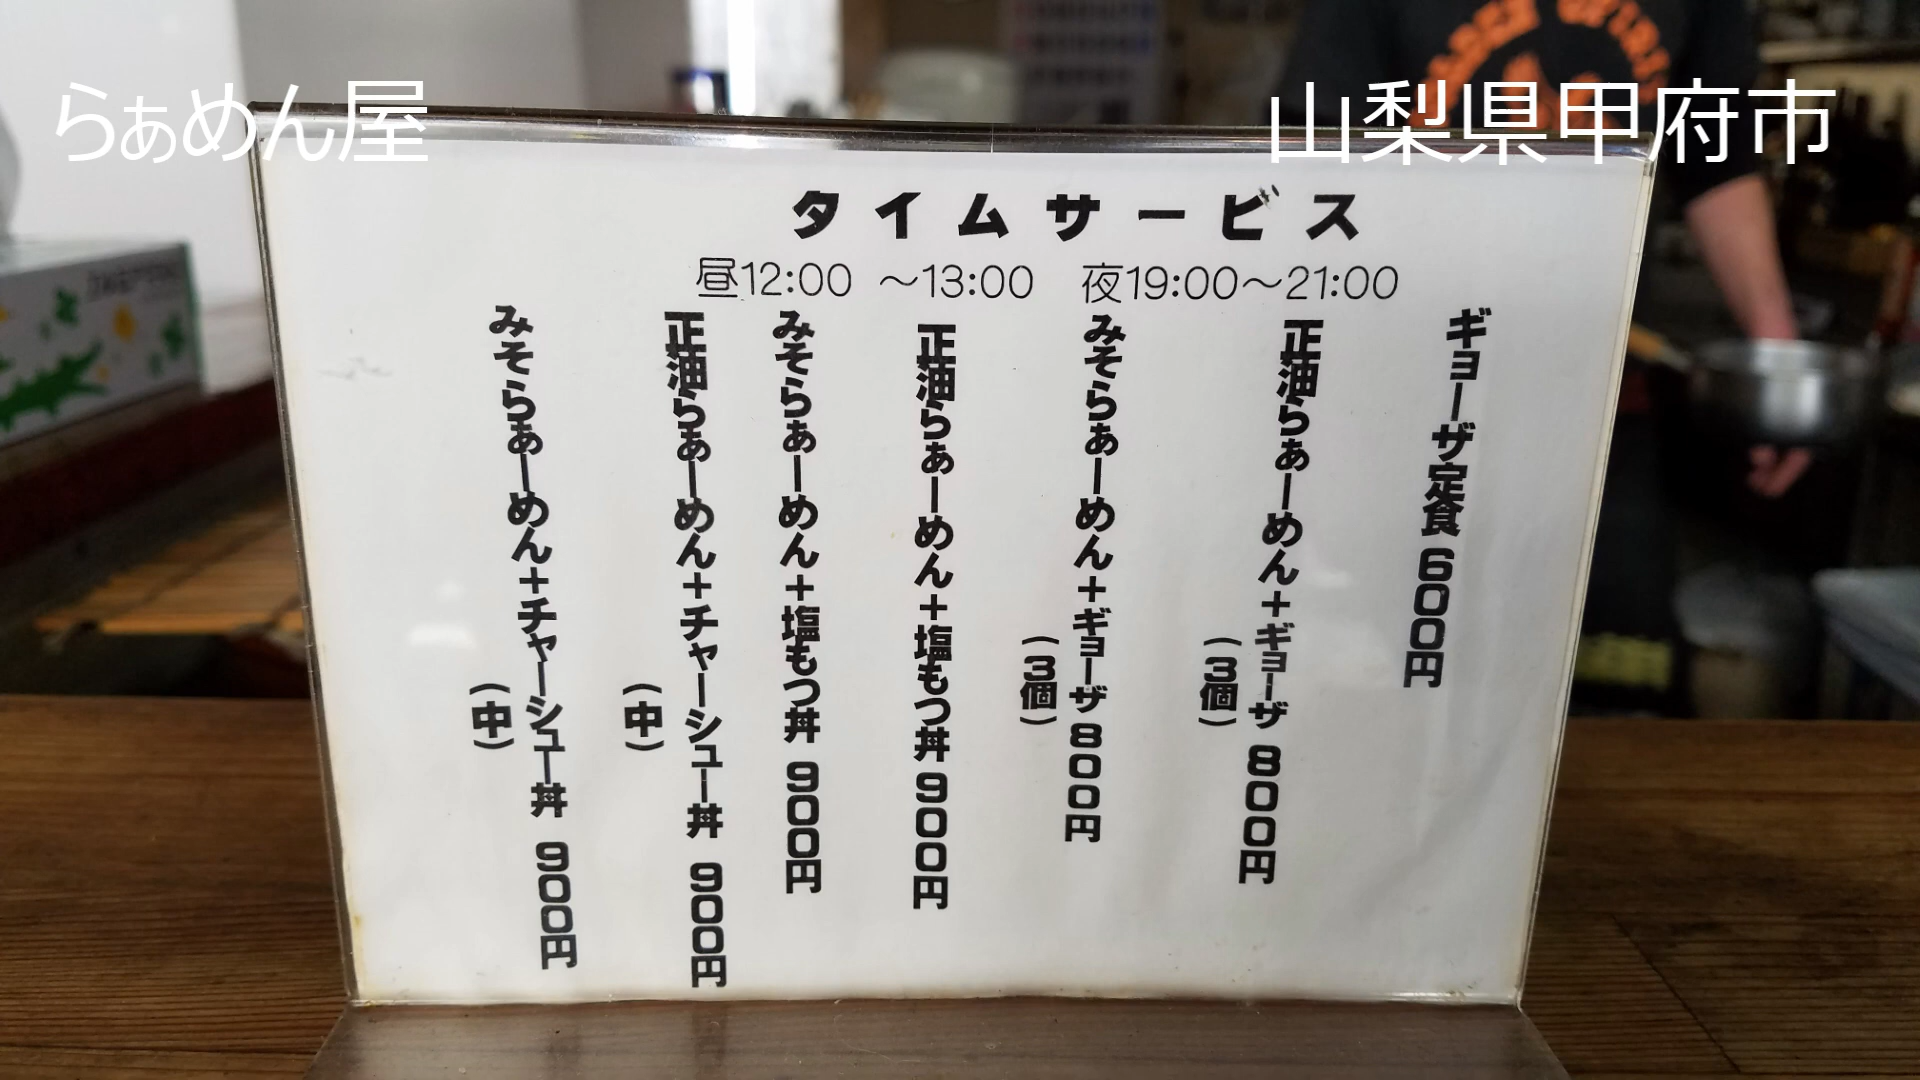 らぁめん屋
山梨県甲府市
タイムサービス
昼12:00 ～13:00 夜19:00～21:00
ギョーザ定食 600円
正油らぁーめん＋ギョーザ 800円
(3個)
みそらぁーめん＋ギョーザ 800円
(3個)
正油らぁーめん＋塩もつ丼 900円
みそらぁーめん＋塩もつ丼 900円
正油らぁーめん＋チャーシュー丼 900円
(中)
みそらぁーめん＋チャーシュー丼 900円
(中)